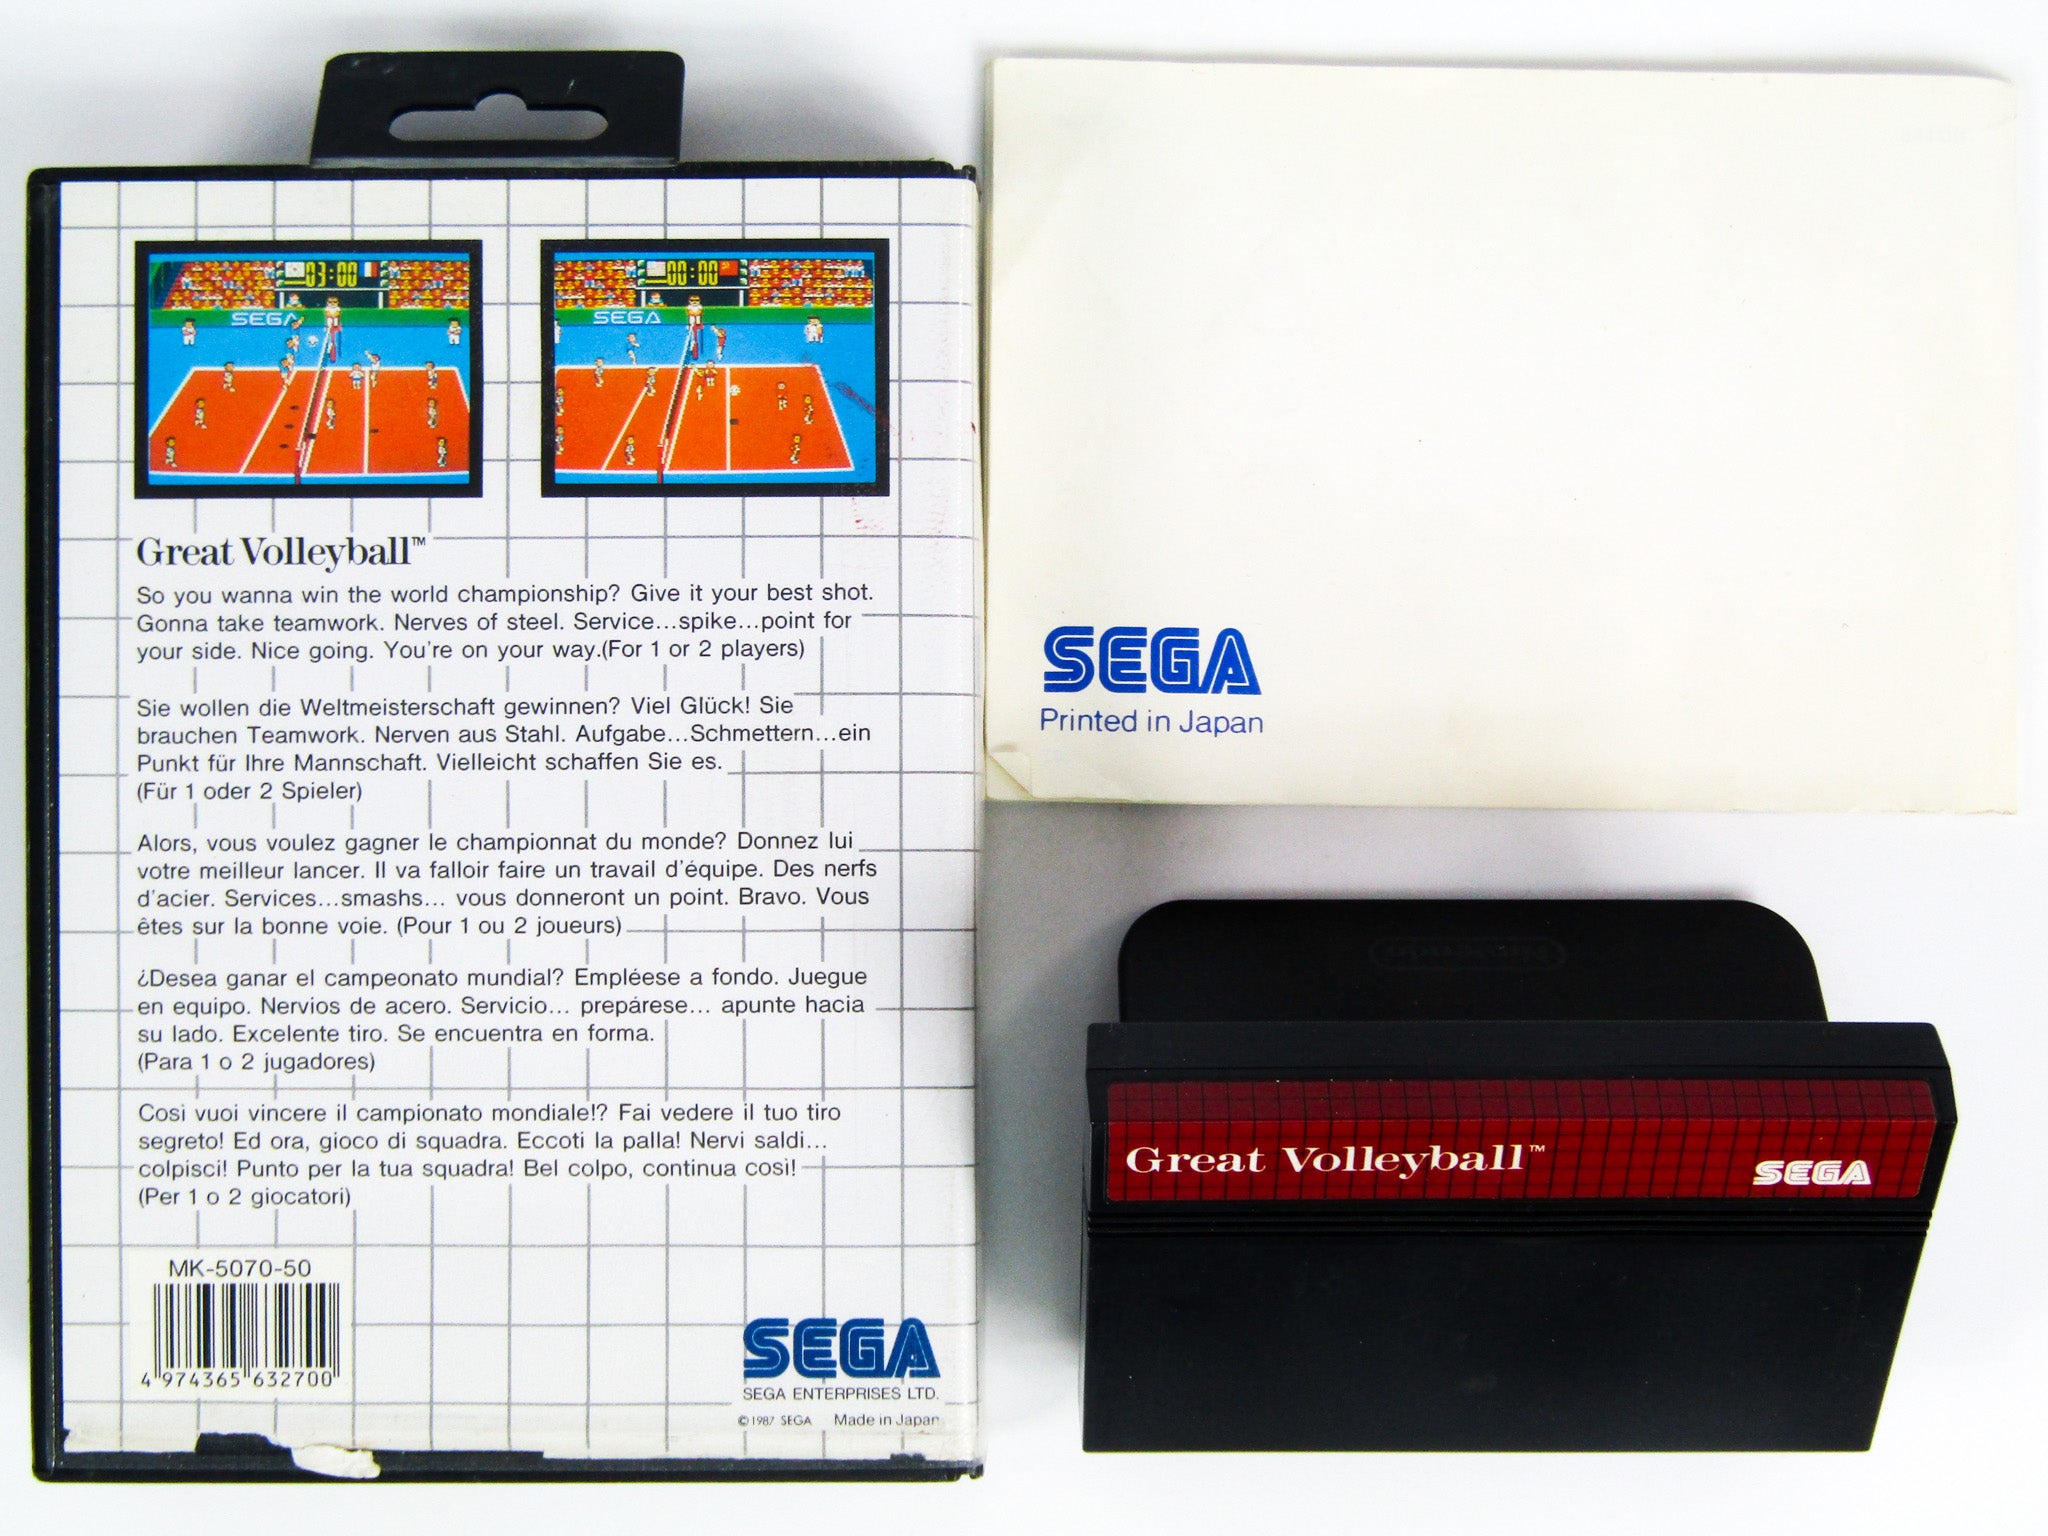 03:00
SEGA
00:00
SEGA
Great Volleyball™
So you wanna win the world championship? Give it your best shot.
Gonna take teamwork. Nerves of steel. Service...spike...point for
your side. Nice going. You're on your way.(For 1 or 2 players)
Sie wollen die Weltmeisterschaft gewinnen? Viel Glück! Sie
brauchen Teamwork. Nerven aus Stahl. Aufgabe...Schmettern...ein
Punkt für Ihre Mannschaft. Vielleicht schaffen Sie es.
(Für 1 oder 2 Spieler)
Alors, vous voulez gagner le championnat du monde? Donnez lui
votre meilleur lancer. Il va falloir faire un travail d'équipe. Des nerfs
d'acier. Services...smashs... vous donneront un point. Bravo. Vous
êtes sur la bonne voie. (Pour 1 ou 2 joueurs)
¿Desea ganar el campeonato mundial? Empléese a fondo. Juegue
en equipo. Nervios de acero. Servicio... prepárese... apunte hacia
su lado. Excelente tiro. Se encuentra en forma.
(Para 1 o 2 jugadores)
Così vuoi vincere il campionato mondiale!? Fai vedere il tuo tiro
segreto! Ed ora, gioco di squadra. Eccoti la palla! Nervi saldi...
colpisci! Punto per la tua squadra! Bel colpo, continua così!
(Per 1 o 2 giocatori)
MK-5070-50
4 974365 632700
SEGA
SEGA ENTERPRISES LTD.
©1987 SEGA Made in Japan
SEGA
Printed in Japan
Nintendo
Great Volleyball™
SEGA